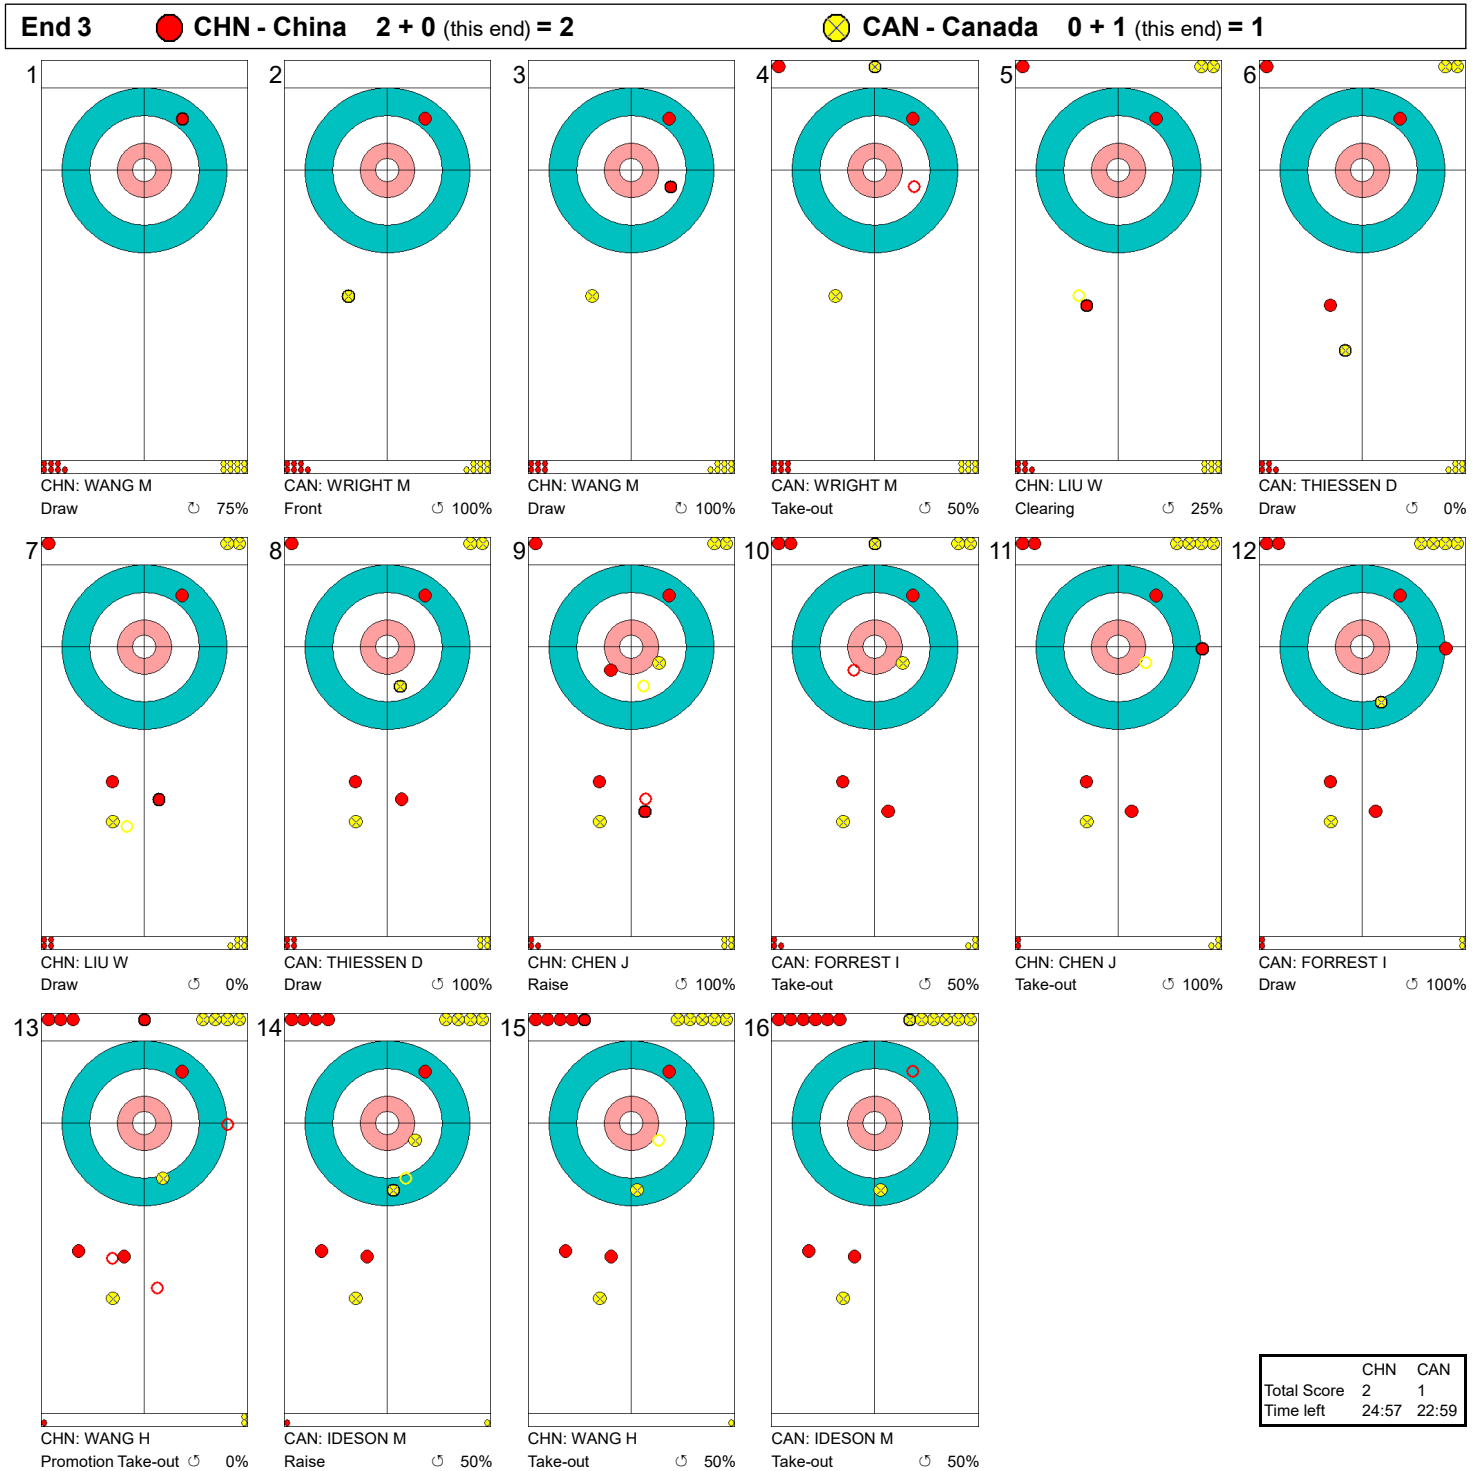 End 3 CHN - China 2 + 0 (this end) = 2 CAN - Canada 0 + 1 (this end) = 1
1 2 3 4 5 6
CHN: WANG M CAN: WRIGHT M CHN: WANG M CAN: WRIGHT M CHN: LIU W CAN: THIESSEN D
Draw ↻ 75% Front ↺ 100% Draw ↻ 100% Take-out ↺ 50% Clearing ↺ 25% Draw ↺ 0%
7 8 9 10 11 12
CHN: LIU W CAN: THIESSEN D CHN: CHEN J CAN: FORREST I CHN: CHEN J CAN: FORREST I
Draw ↺ 0% Draw ↺ 100% Raise ↺ 100% Take-out ↺ 50% Take-out ↺ 100% Draw ↺ 100%
13 14 15 16
CHN: WANG H CAN: IDESON M CHN: WANG H CAN: IDESON M
Promotion Take-out ↺ 0% Raise ↺ 50% Take-out ↺ 50% Take-out ↺ 50%
CHN CAN
Total Score 2 1
Time left 24:57 22:59